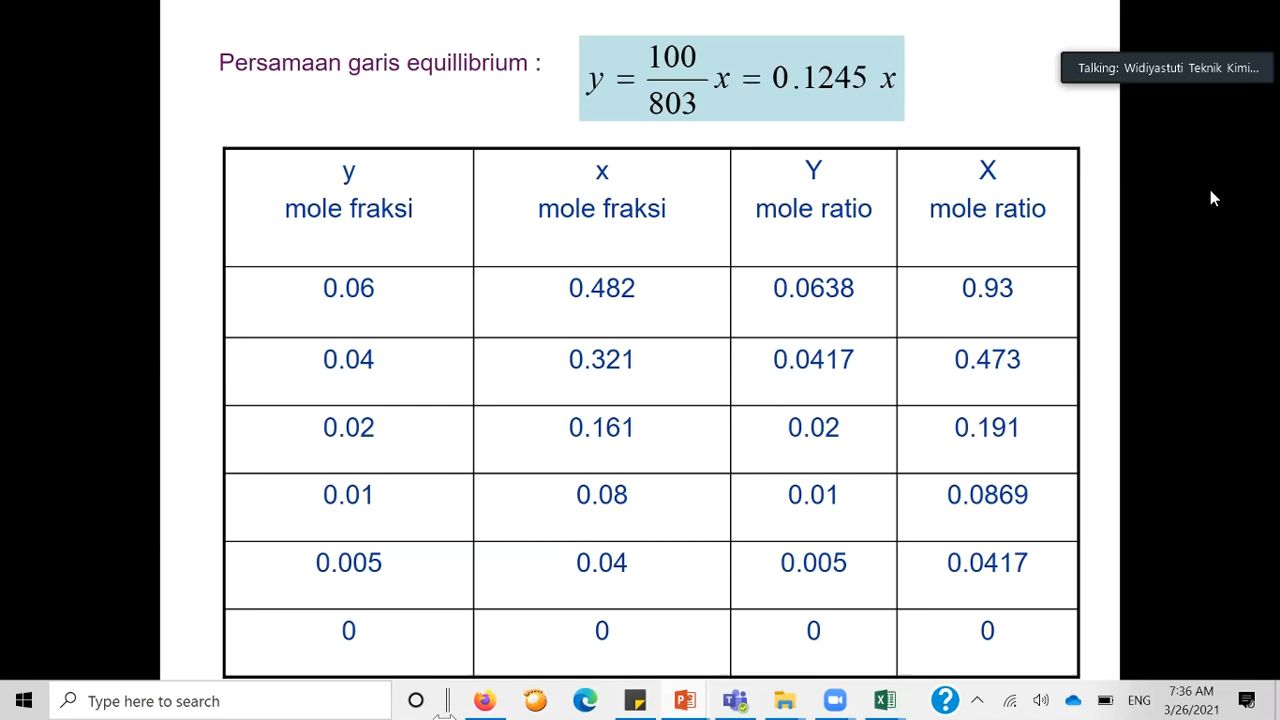 Persamaan garis equillibrium :
y = 100/803 x = 0.1245 x
Talking: Widiyastuti Teknik Kimi...
y x Y X
mole fraksi mole fraksi mole ratio mole ratio
0.06 0.482 0.0638 0.93
0.04 0.321 0.0417 0.473
0.02 0.161 0.02 0.191
0.01 0.08 0.01 0.0869
0.005 0.04 0.005 0.0417
0 0 0 0
Type here to search
ENG
7:36 AM
3/26/2021